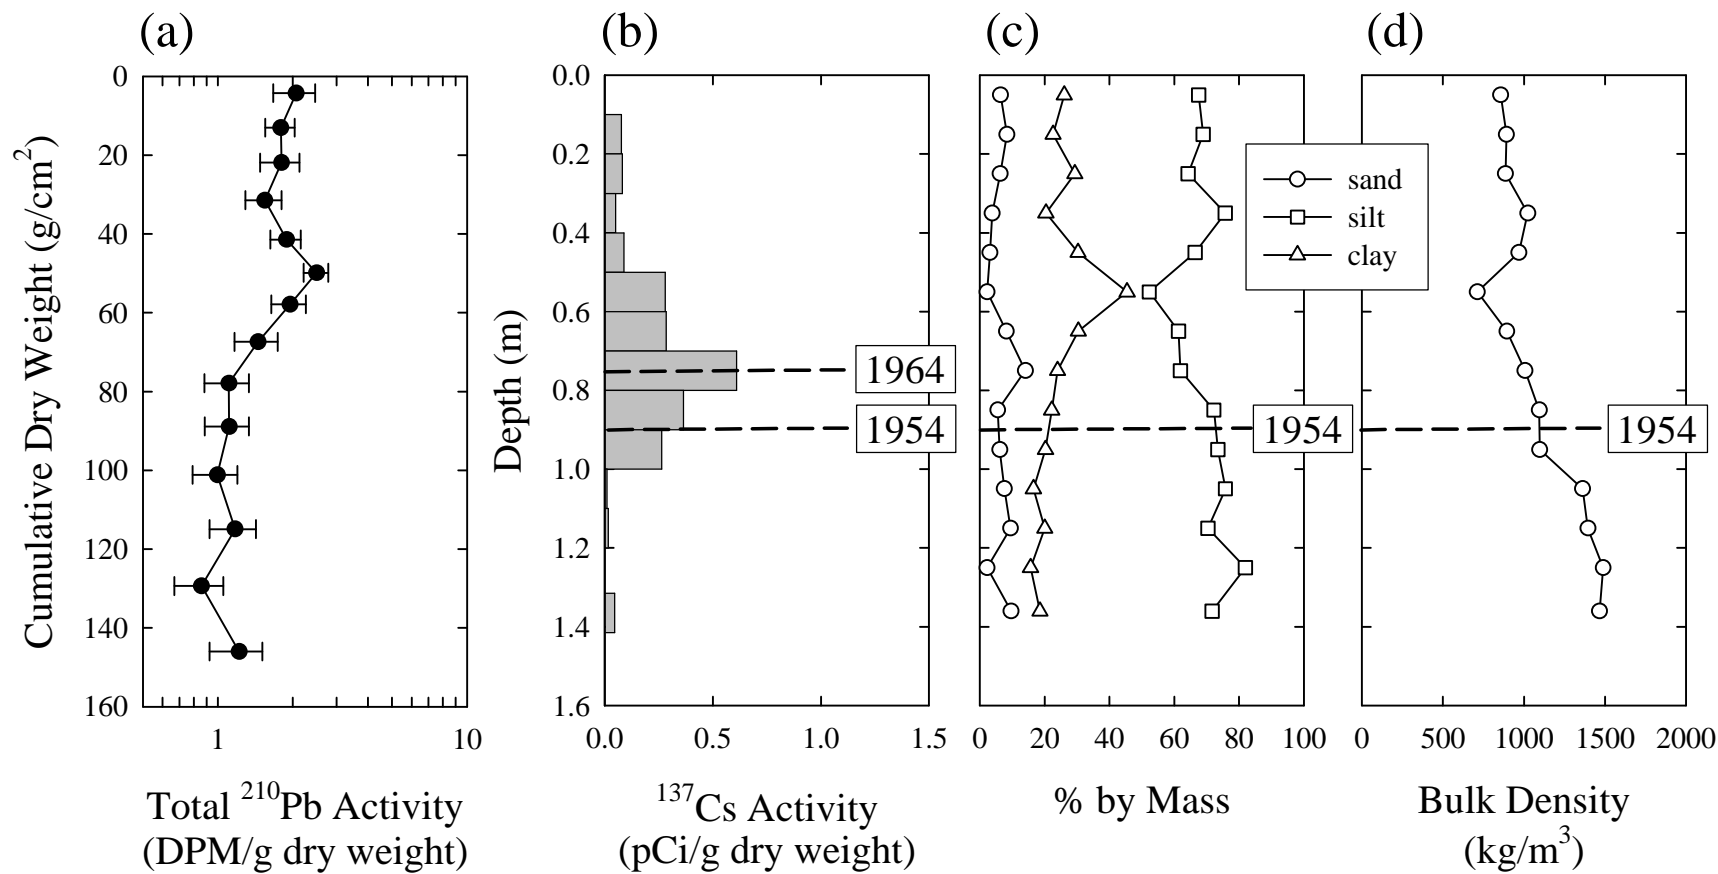 (a)
(b)
(c)
(d)
0
20
40
60
80
100
120
140
160
Cumulative Dry Weight (g/cm²)
1
10
Total ²¹⁰Pb Activity
(DPM/g dry weight)
0.0
0.2
0.4
0.6
0.8
1.0
1.2
1.4
1.6
Depth (m)
1964
1954
0.0
0.5
1.0
1.5
¹³⁷Cs Activity
(pCi/g dry weight)
1954
0
20
40
60
80
100
% by Mass
sand
silt
clay
1954
0
500
1000
1500
2000
Bulk Density
(kg/m³)